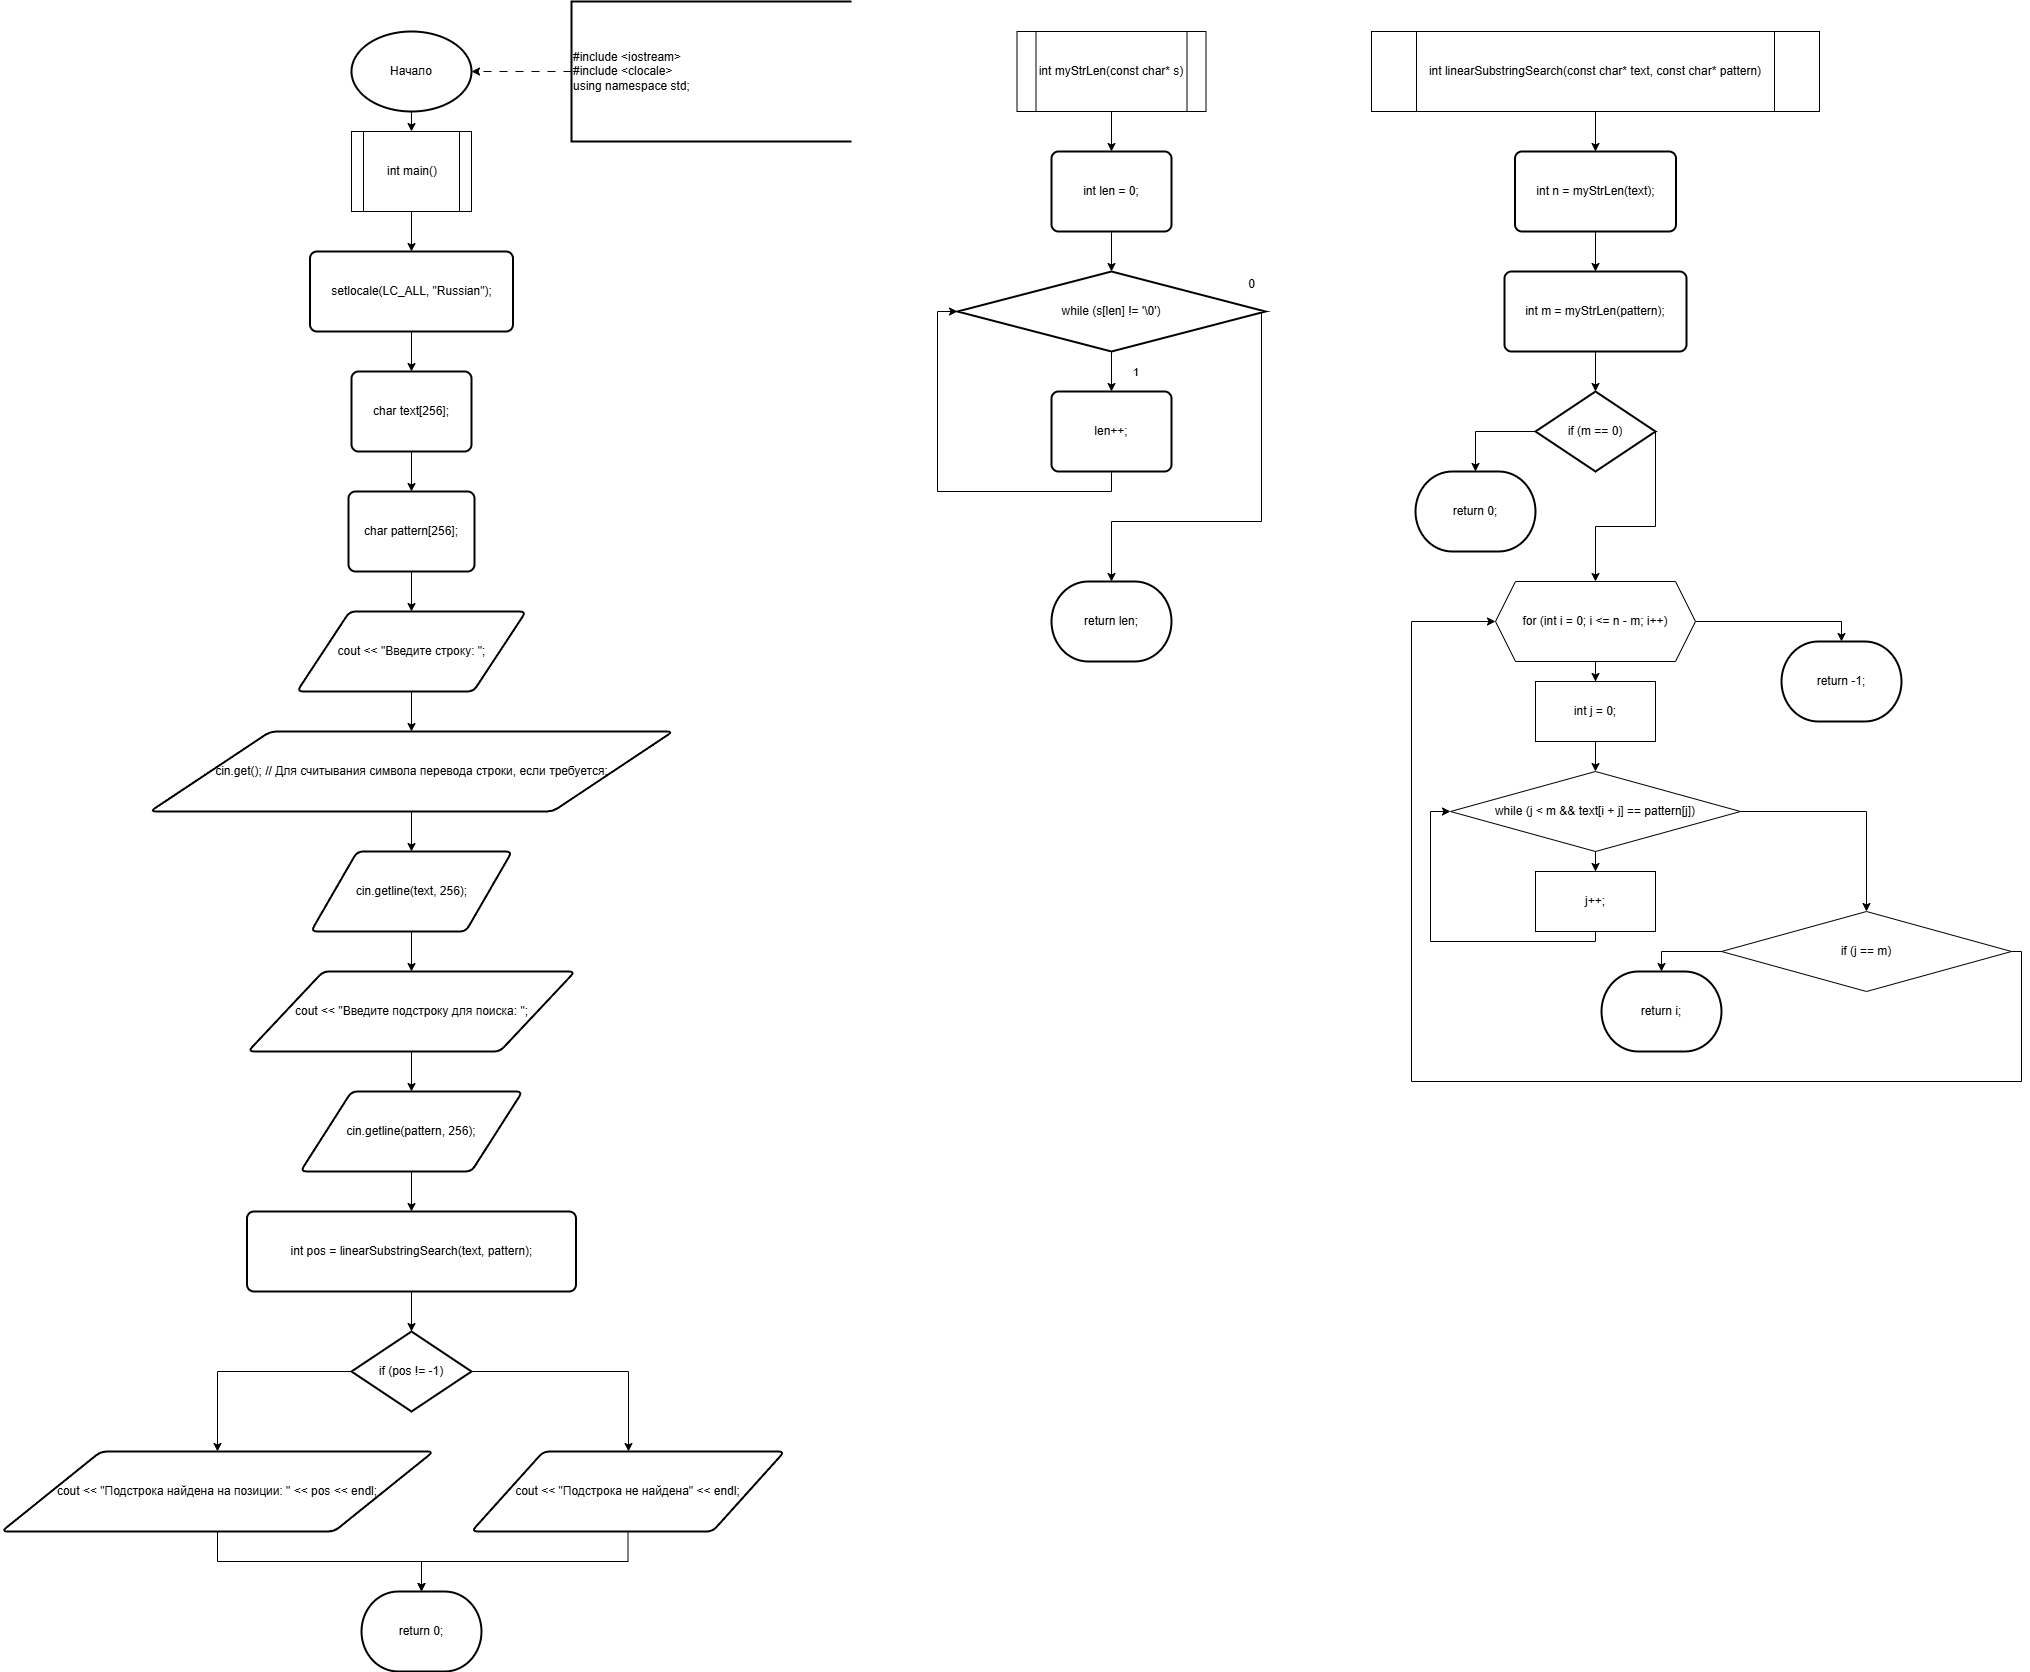 Начало
#include <iostream>
#include <clocale>
using namespace std;
int main()
setlocale(LC_ALL, "Russian");
char text[256];
char pattern[256];
cout << "Введите строку: ";
cin.get(); // Для считывания символа перевода строки, если требуется;
cin.getline(text, 256);
cout << "Введите подстроку для поиска: ";
cin.getline(pattern, 256);
int pos = linearSubstringSearch(text, pattern);
if (pos != -1)
cout << "Подстрока найдена на позиции: " << pos << endl;
cout << "Подстрока не найдена" << endl;
return 0;
int myStrLen(const char* s)
int len = 0;
0
while (s[len] != '\0')
1
len++;
return len;
int linearSubstringSearch(const char* text, const char* pattern)
int n = myStrLen(text);
int m = myStrLen(pattern);
if (m == 0)
return 0;
for (int i = 0; i <= n - m; i++)
return -1;
int j = 0;
while (j < m && text[i + j] == pattern[j])
j++;
if (j == m)
return i;